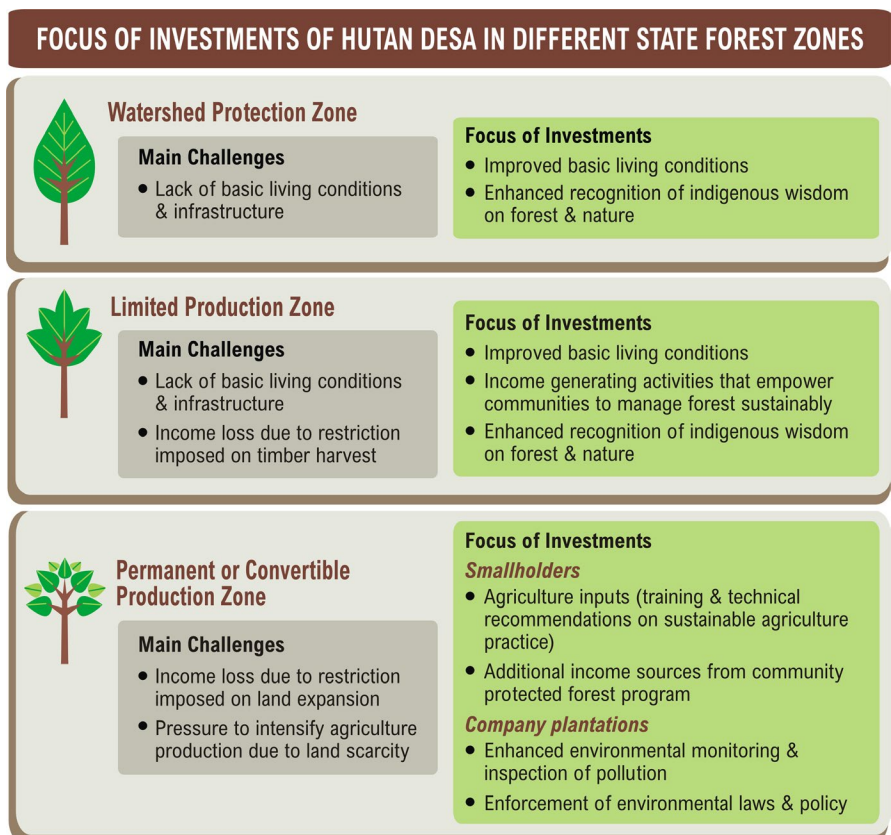 FOCUS OF INVESTMENTS OF HUTAN DESA IN DIFFERENT STATE FOREST ZONES
Watershed Protection Zone
Main Challenges
• Lack of basic living conditions
& infrastructure
Focus of Investments
• Improved basic living conditions
• Enhanced recognition of indigenous wisdom
on forest & nature
Limited Production Zone
Main Challenges
• Lack of basic living conditions
& infrastructure
• Income loss due to restriction
imposed on timber harvest
Focus of Investments
• Improved basic living conditions
• Income generating activities that empower
communities to manage forest sustainably
• Enhanced recognition of indigenous wisdom
on forest & nature
Permanent or Convertible
Production Zone
Main Challenges
• Income loss due to restriction
imposed on land expansion
• Pressure to intensify agriculture
production due to land scarcity
Focus of Investments
Smallholders
• Agriculture inputs (training & technical
recommendations on sustainable agriculture
practice)
• Additional income sources from community
protected forest program
Company plantations
• Enhanced environmental monitoring &
inspection of pollution
• Enforcement of environmental laws & policy